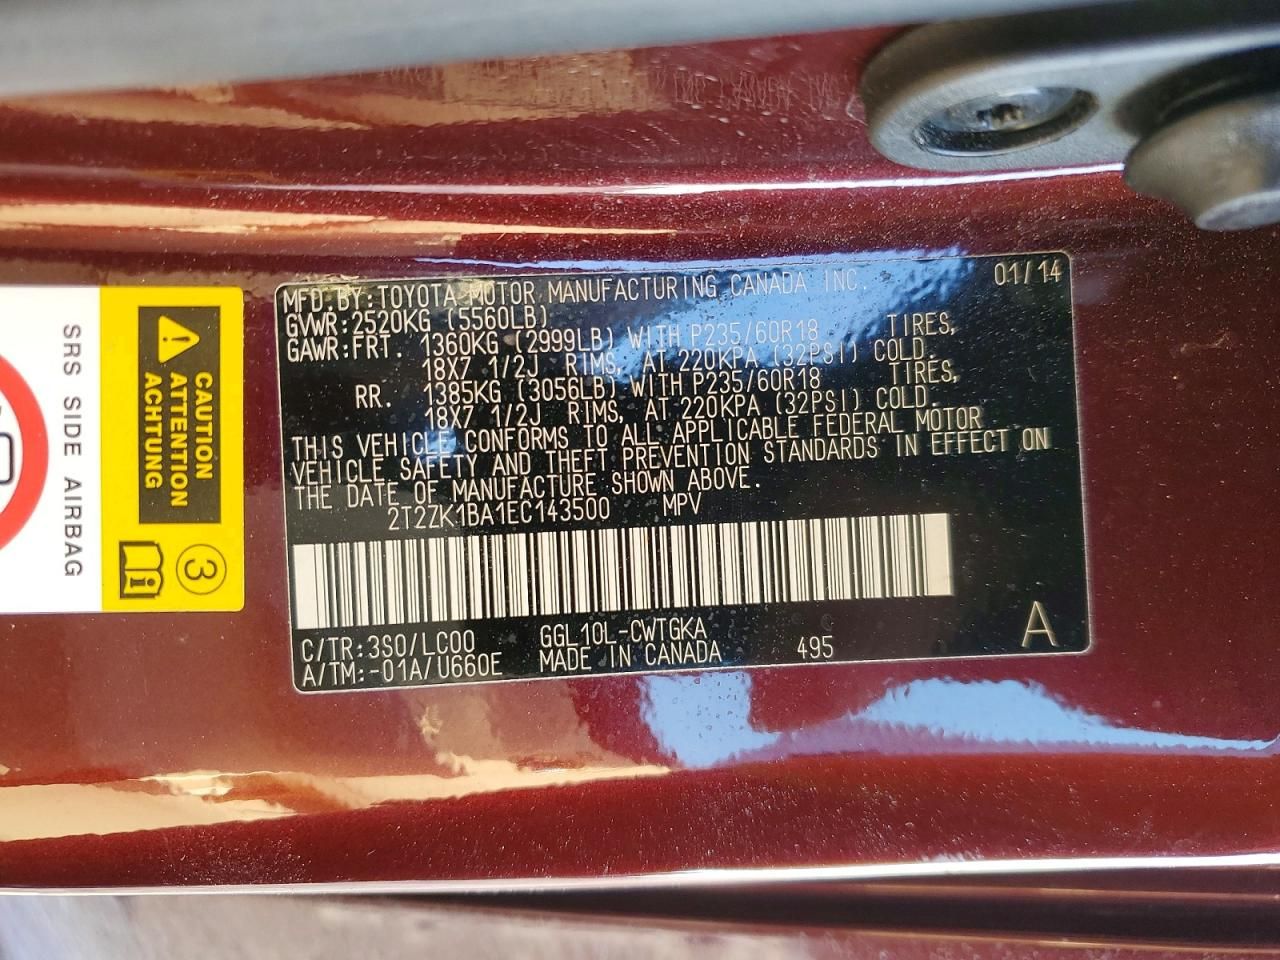 MFD.BY:TOYOTA MOTOR MANUFACTURING CANADA INC. 01/14
GVWR:2520KG (5560LB)
GAWR:FRT. 1360KG (2999LB) WITH P235/60R18 TIRES,
18X7 1/2J RIMS, AT 220KPA (32PSI) COLD.
RR. 1385KG (3056LB) WITH P235/60R18 TIRES,
18X7 1/2J RIMS, AT 220KPA (32PSI) COLD.
THIS VEHICLE CONFORMS TO ALL APPLICABLE FEDERAL MOTOR
VEHICLE SAFETY AND THEFT PREVENTION STANDARDS IN EFFECT ON
THE DATE OF MANUFACTURE SHOWN ABOVE.
2T2ZK1BA1EC143500 MPV
C/TR:3S0/LC00 GGL10L-CWTGKA
A/TM:-01A/U660E MADE IN CANADA 495 A
CAUTION
ATTENTION
ACHTUNG
3
SRS SIDE AIRBAG